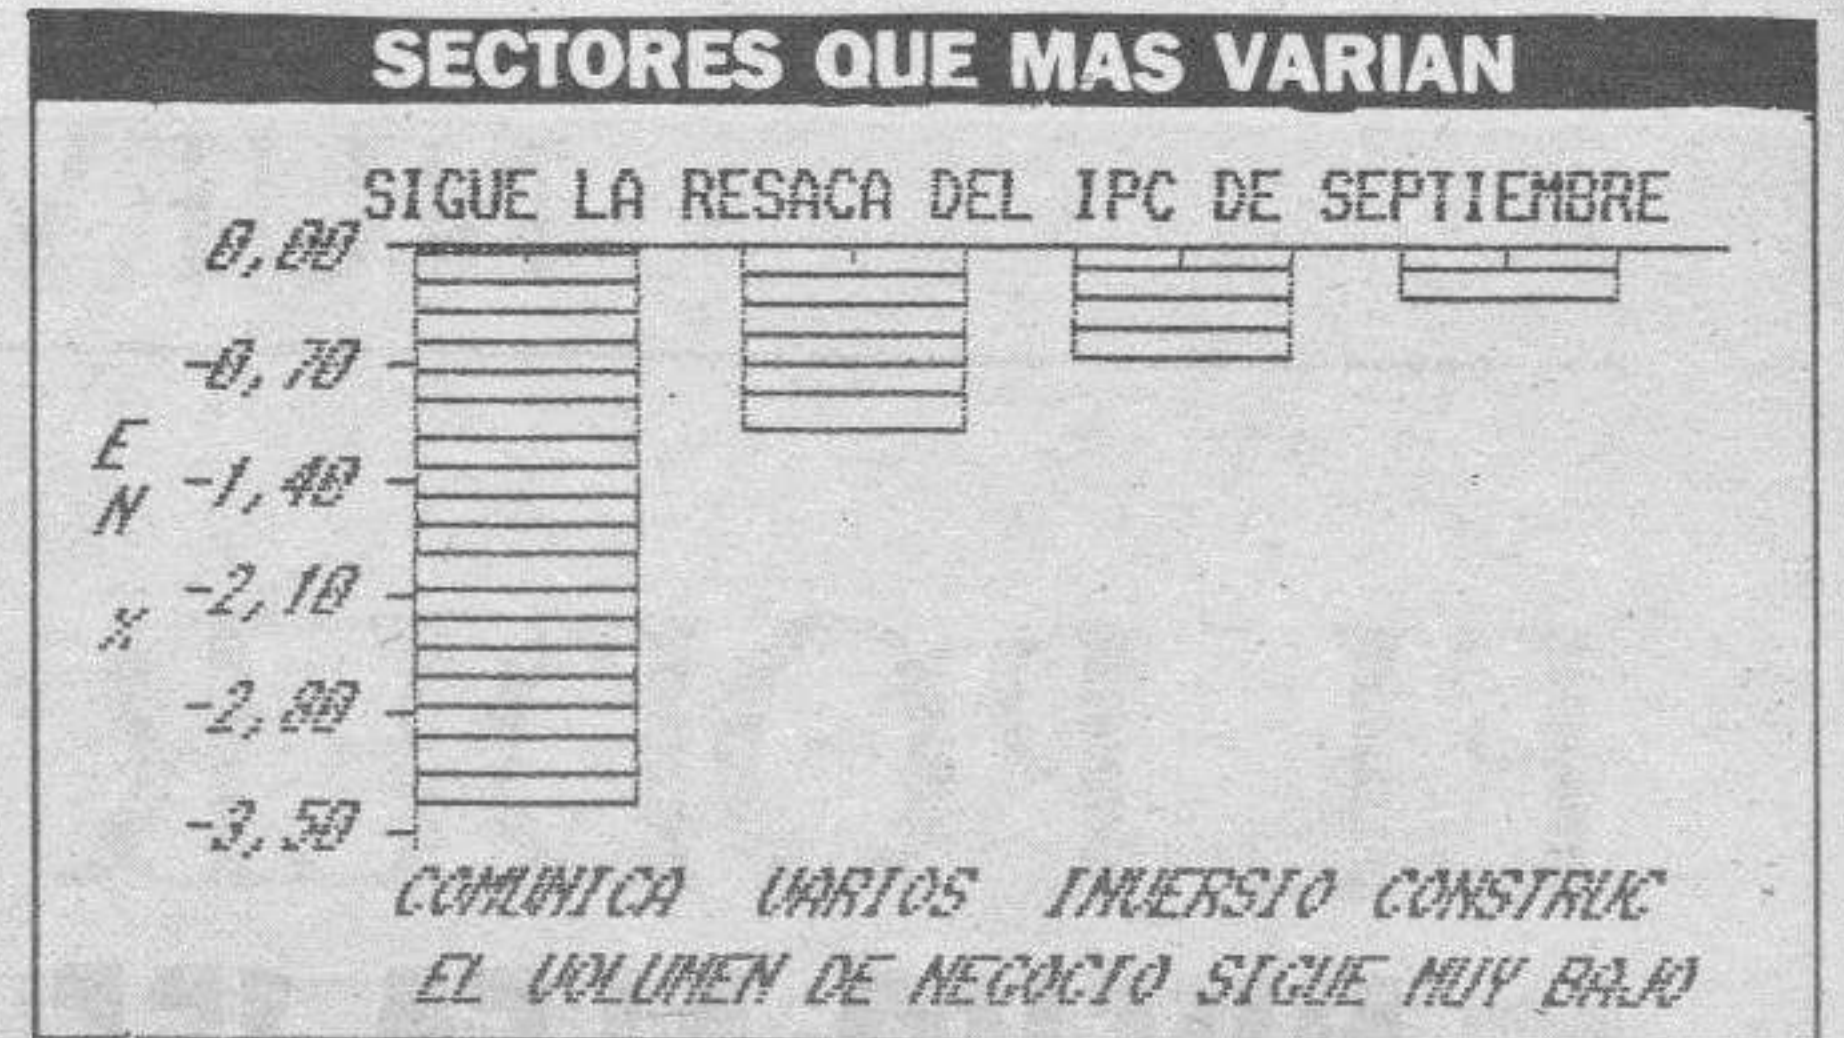 SECTORES QUE MAS VARIAN
SIGUE LA RESACA DEL IPC DE SEPTIEMBRE
0,00
-0,70
-1,40
-2,10
-2,80
-3,50
EN %
COMUNICA VARIOS INVERSIO CONSTRUC
EL VOLUMEN DE NEGOCIO SIGUE MUY BAJO